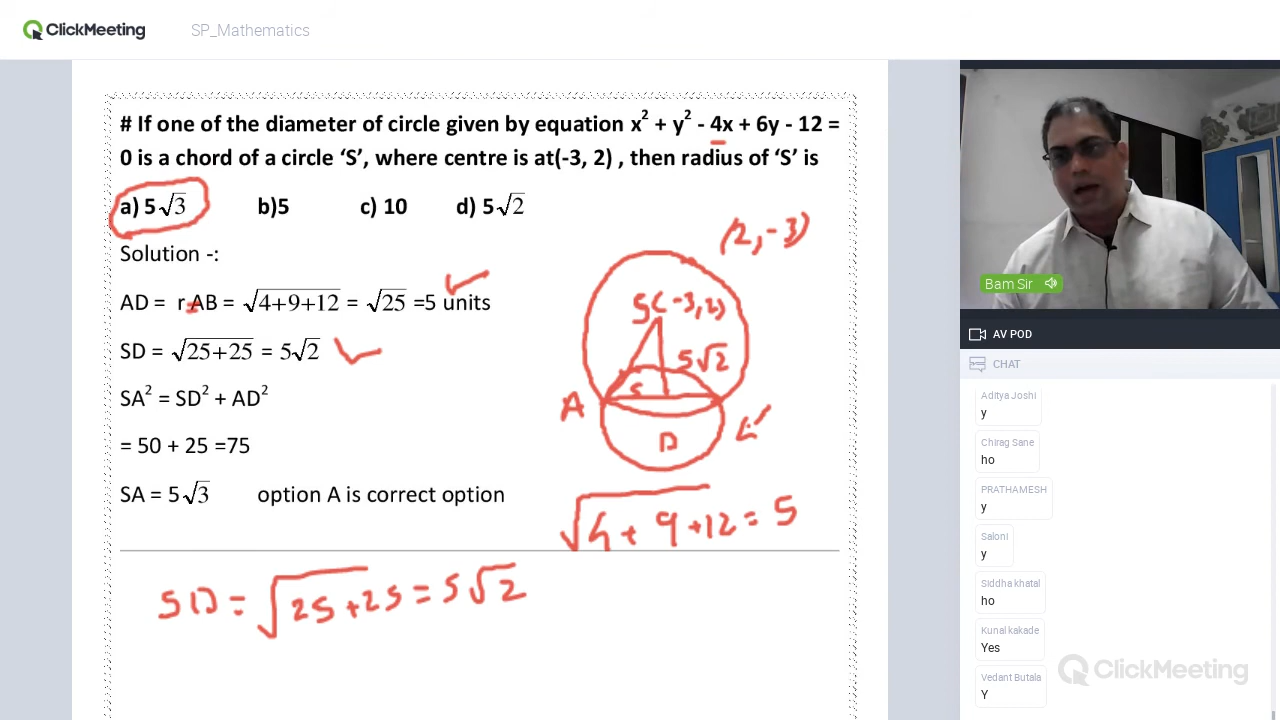 ClickMeeting SP_Mathematics
# If one of the diameter of circle given by equation x² + y² - 4x + 6y - 12 =
0 is a chord of a circle ‘S’, where centre is at(-3, 2) , then radius of ‘S’ is
a) 5√3 b)5 c) 10 d) 5√2
(2,-3)
Solution -:
AD = r AB = √4+9+12 = √25 =5 units
S(-3,2)
SD = √25+25 = 5√2
5√2
5
SA² = SD² + AD²
A
D
= 50 + 25 =75
SA = 5√3 option A is correct option
√4+9+12=5
SD=√25+25=5√2
Bam Sir
AV POD
CHAT
Aditya Joshi
y
Chirag Sane
ho
PRATHAMESH
y
Saloni
y
Siddha khatal
ho
Kunal kakade
Yes
Vedant Butala
Y
ClickMeeting